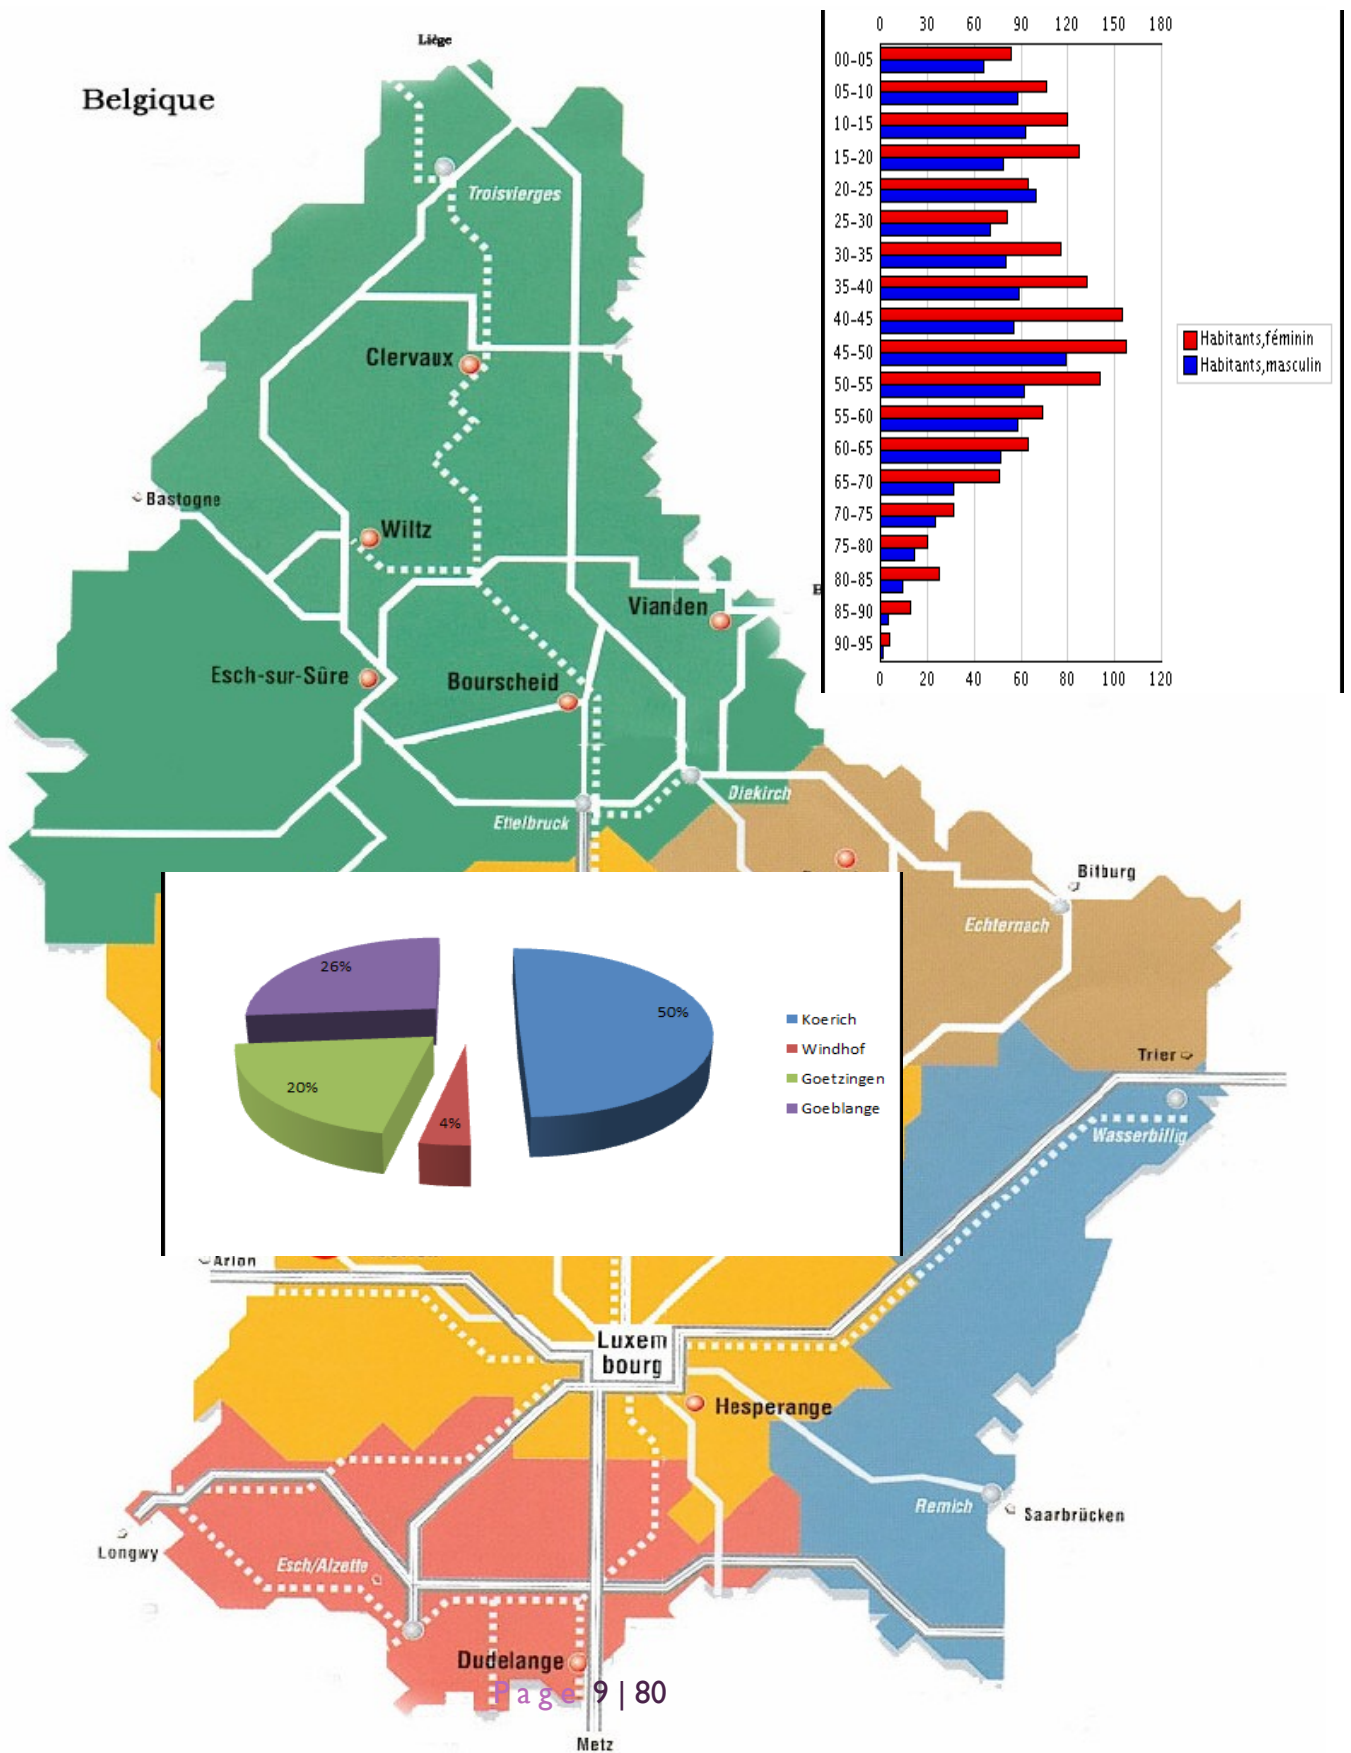 Liège
Belgique
Troisvierges
Clervaux
Bastogne
Wiltz
Vianden
Esch-sur-Sûre
Bourscheid
Diekirch
Ettelbruck
Bitburg
Echternach
Trier
Wasserbillig
0 30 60 90 120 150 180
00-05
05-10
10-15
15-20
20-25
25-30
30-35
35-40
40-45
45-50
50-55
55-60
60-65
65-70
70-75
75-80
80-85
85-90
90-95
0 20 40 60 80 100 120
Habitants,féminin
Habitants,masculin
26%
50%
20%
4%
Koerich
Windhof
Goetzingen
Goeblange
Arlon
Luxem
bourg
Hesperange
Remich
Saarbrücken
Longwy
Esch/Alzette
Dudelange
Page 9 | 80
Metz